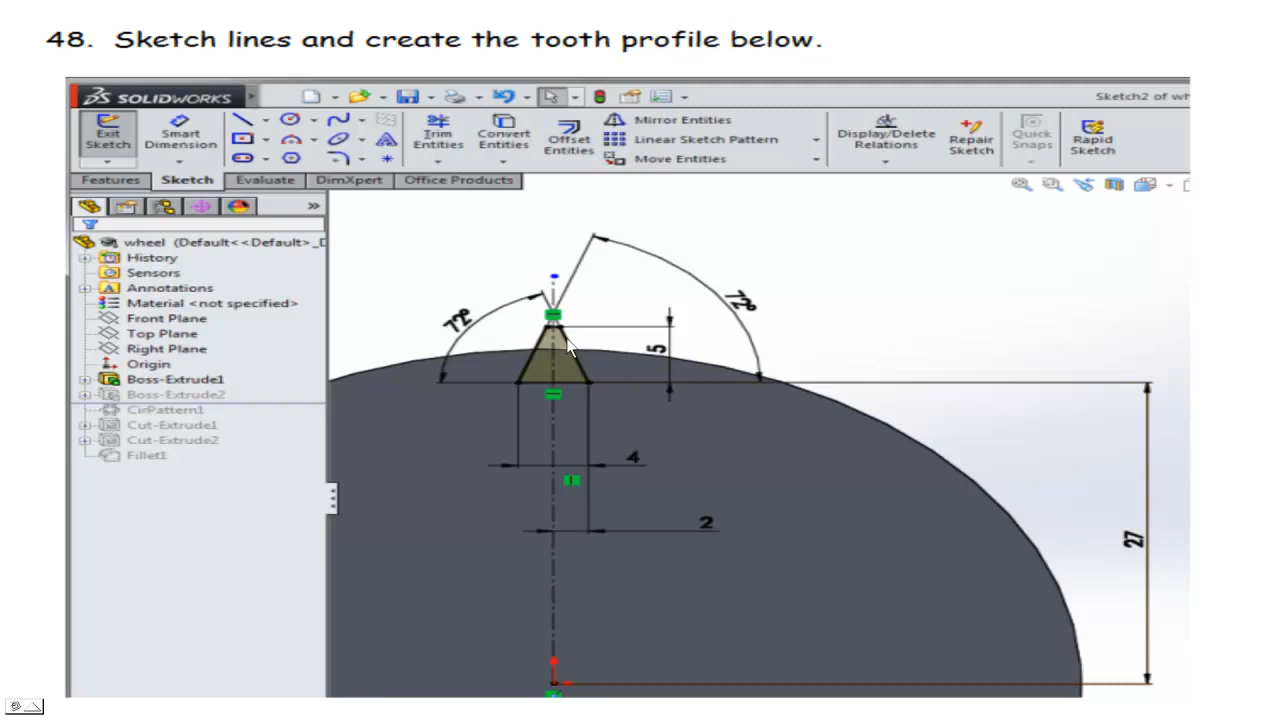 48. Sketch lines and create the tooth profile below.
SOLIDWORKS
Sketch2 of wh
Exit Sketch
Smart Dimension
Trim Entities
Convert Entities
Offset Entities
Mirror Entities
Linear Sketch Pattern
Move Entities
Display/Delete Relations
Repair Sketch
Quick Snaps
Rapid Sketch
Features Sketch Evaluate DimXpert Office Products
wheel (Default<<Default>_D
History
Sensors
Annotations
Material <not specified>
Front Plane
Top Plane
Right Plane
Origin
Boss-Extrude1
Boss-Extrude2
CirPattern1
Cut-Extrude1
Cut-Extrude2
Fillet1
72°
72°
5
4
2
27